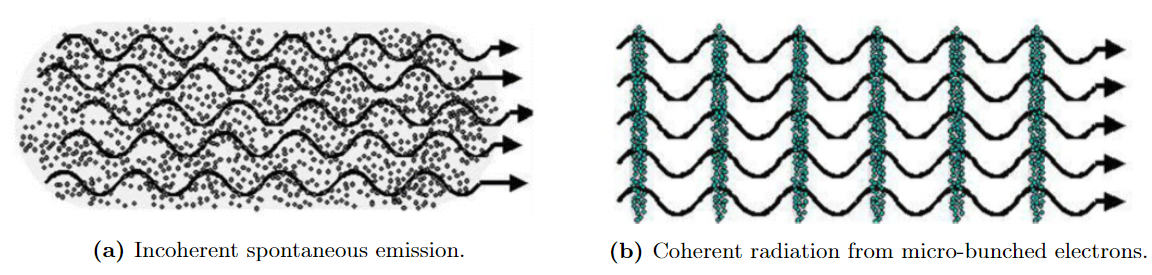 (a) Incoherent spontaneous emission.
(b) Coherent radiation from micro-bunched electrons.